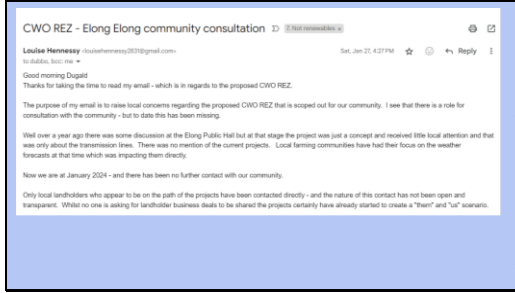 CWO REZ - Elong Elong community consultation
7. Not renewables x
Louise Hennessy <louisehennessy2831@gmail.com>
Sat, Jan 27, 4:27 PM
Reply
to dubbo, bcc: me
Good morning Dugald
Thanks for taking the time to read my email - which is in regards to the proposed CWO REZ.
The purpose of my email is to raise local concerns regarding the proposed CWO REZ that is scoped out for our community. I see that there is a role for
consultation with the community - but to date this has been missing.
Well over a year ago there was some discussion at the Elong Public Hall but at that stage the project was just a concept and received little local attention and that
was only about the transmission lines. There was no mention of the current projects. Local farming communities have had their focus on the weather
forecasts at that time which was impacting them directly.
Now we are at January 2024 - and there has been no further contact with our community.
Only local landholders who appear to be on the path of the projects have been contacted directly - and the nature of this contact has not been open and
transparent. Whilst no one is asking for landholder business deals to be shared the projects certainly have already started to create a "them" and "us" scenario.